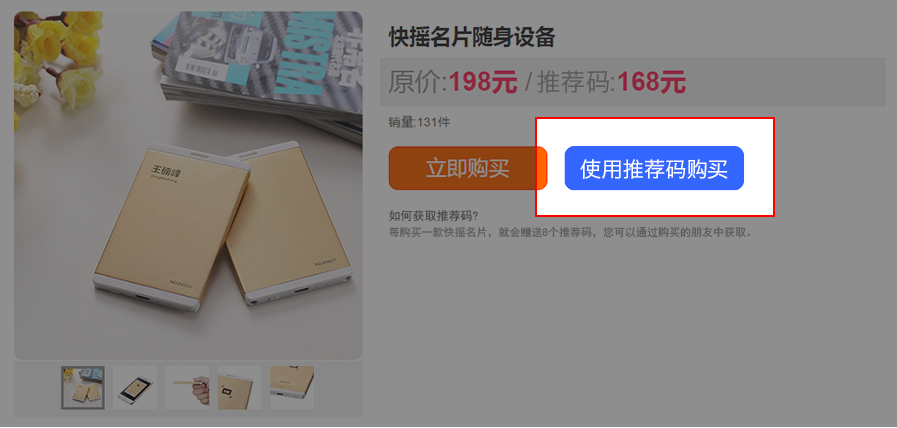 快摇名片随身设备
原价:198元 / 推荐码:168元
销量:131件
立即购买
使用推荐码购买
如何获取推荐码?
每购买一款快摇名片，就会赠送8个推荐码，您可以通过购买的朋友中获取。
王楠峰